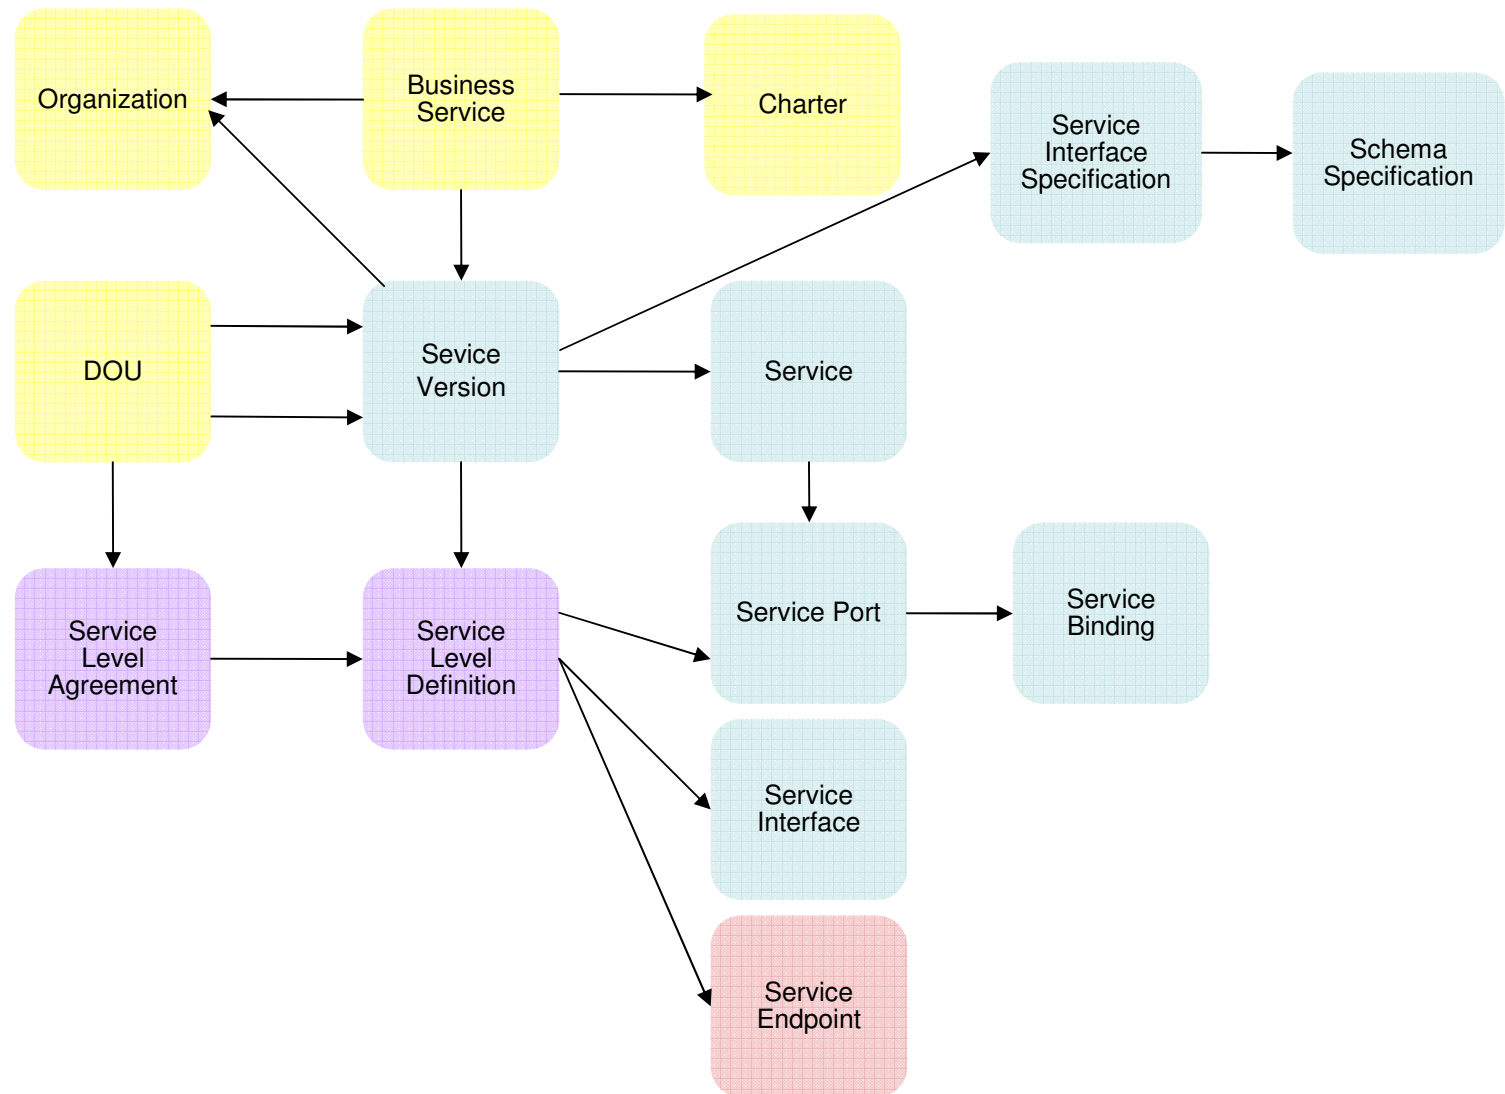 Organization
Business
Service
Charter
Service
Interface
Specification
Schema
Specification
DOU
Sevice
Version
Service
Service
Level
Agreement
Service
Level
Definition
Service Port
Service
Binding
Service
Interface
Service
Endpoint